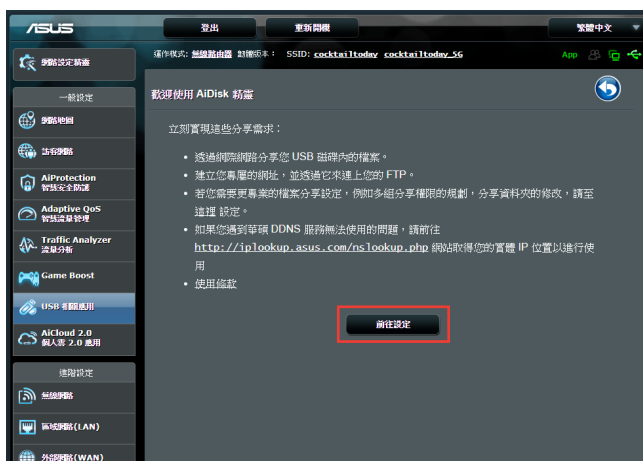 ASUS
登出
重新開機
繁體中文
運作模式: 無線路由器 韌體版本: SSID: cocktailtoday cocktailtoday_5G
App
網路設定精靈
一般設定
網路地圖
訪客網路
AiProtection
智慧安全防護
Adaptive QoS
智慧流量管理
Traffic Analyzer
流量分析
Game Boost
USB 相關應用
AiCloud 2.0
個人雲 2.0 應用
進階設定
無線網路
區域網路(LAN)
外部網路(WAN)
歡迎使用 AiDisk 精靈
立刻實現這些分享需求：
• 透過網際網路分享您 USB 磁碟內的檔案。
• 建立您專屬的網址，並透過它來連上您的 FTP。
• 若您需要更專業的檔案分享設定，例如多組分享權限的規劃，分享資料夾的修改，請至
這裡 設定。
• 如果您遇到華碩 DDNS 服務無法使用的問題，請前往
http://iplookup.asus.com/nslookup.php 網站取得您的實體 IP 位置以進行使
用
• 使用條款
前往設定